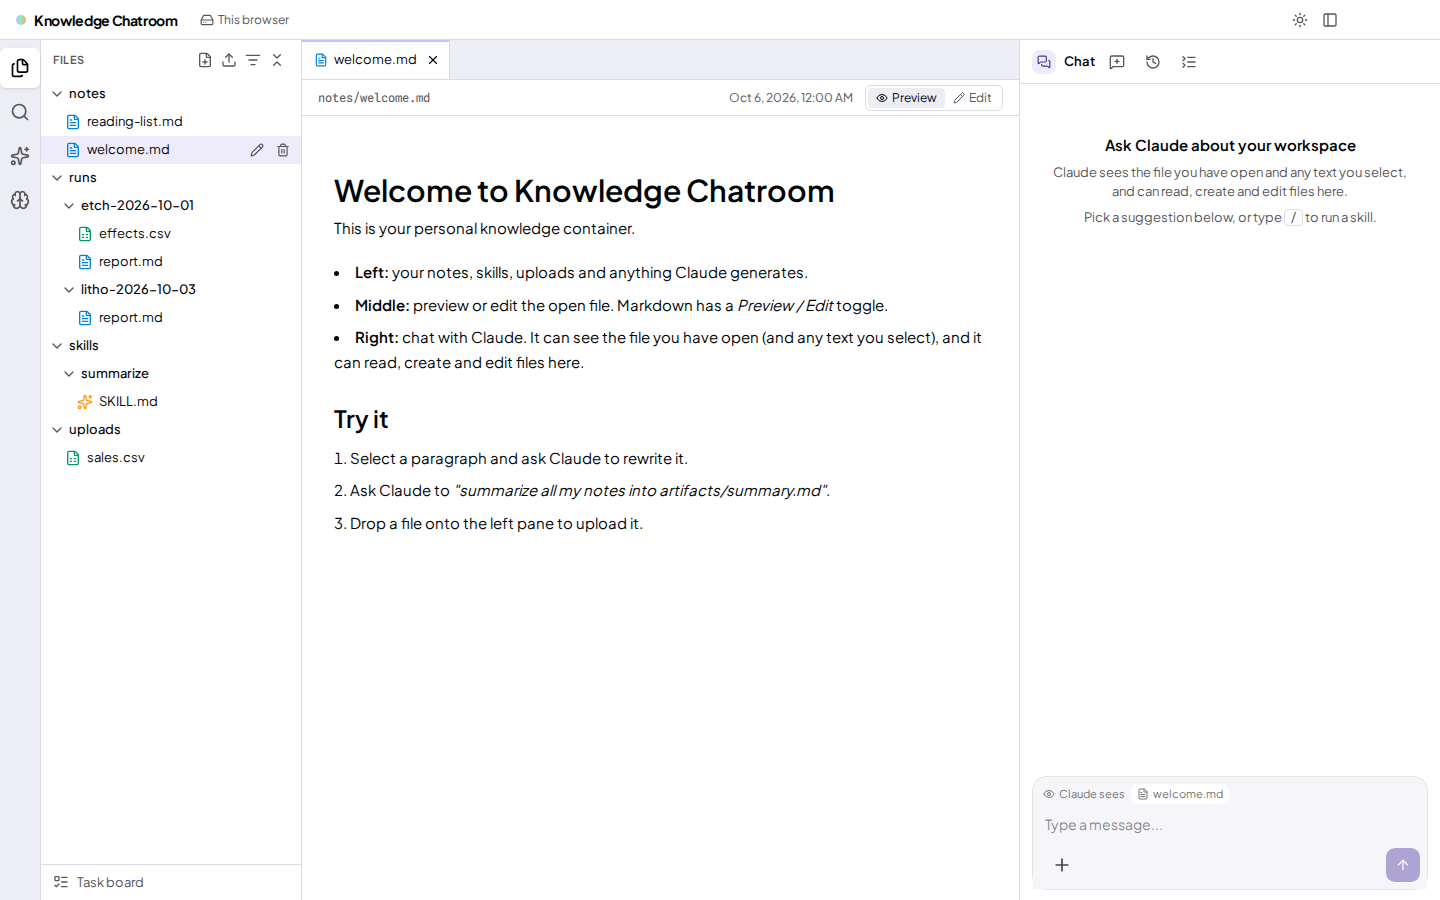 Knowledge Chatroom
This browser
FILES
notes
reading-list.md
welcome.md
runs
etch-2026-10-01
effects.csv
report.md
litho-2026-10-03
report.md
skills
summarize
SKILL.md
uploads
sales.csv
Task board
welcome.md
notes/welcome.md
Oct 6, 2026, 12:00 AM
Preview
Edit
Welcome to Knowledge Chatroom
This is your personal knowledge container.
• Left: your notes, skills, uploads and anything Claude generates.
• Middle: preview or edit the open file. Markdown has a Preview / Edit toggle.
• Right: chat with Claude. It can see the file you have open (and any text you select), and it
can read, create and edit files here.
Try it
1. Select a paragraph and ask Claude to rewrite it.
2. Ask Claude to "summarize all my notes into artifacts/summary.md".
3. Drop a file onto the left pane to upload it.
Chat
Ask Claude about your workspace
Claude sees the file you have open and any text you select,
and can read, create and edit files here.
Pick a suggestion below, or type / to run a skill.
Claude sees
welcome.md
Type a message...